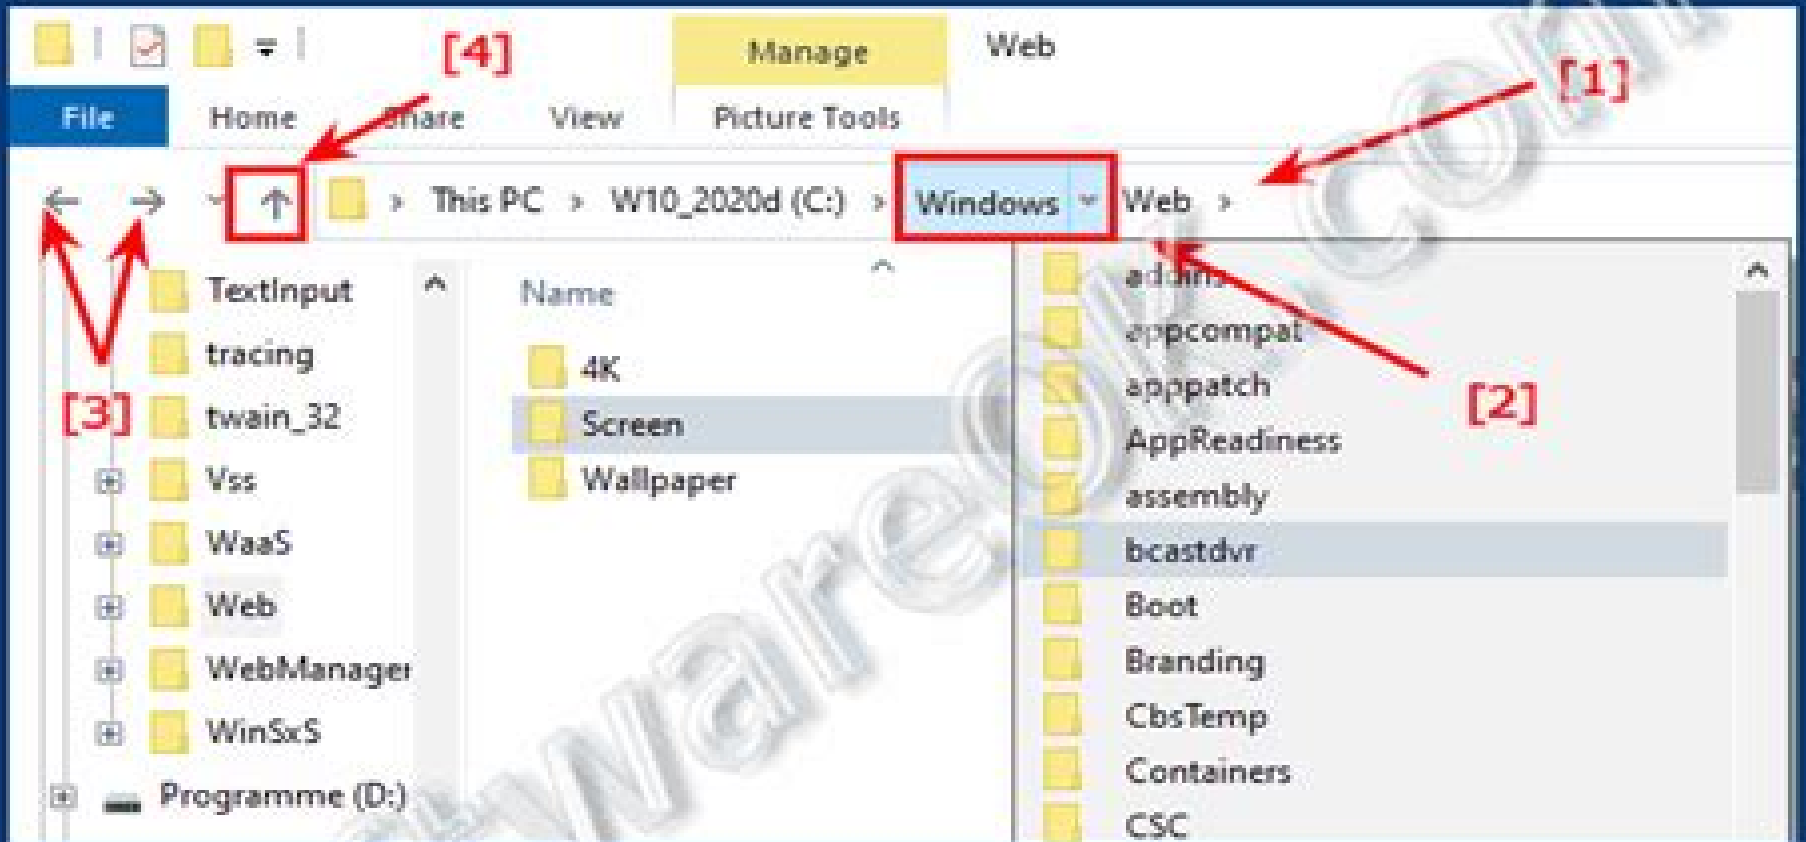 [4]
Manage
Web
[1]
File
Home
Share
View
Picture Tools
This PC > W10_2020d (C:) > Windows Web >
TextInput
tracing
[3]
twain_32
Vss
WaaS
Web
WebManager
WinSxS
Programme (D:)
Name
4K
Screen
Wallpaper
addins
appcompat
apppatch
[2]
AppReadiness
assembly
bcastdvr
Boot
Branding
CbsTemp
Containers
CSC